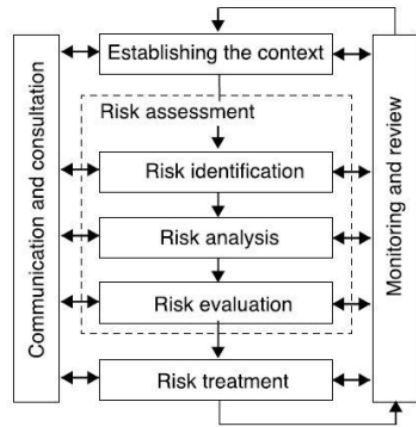 Establishing the context
Risk assessment
Risk identification
Risk analysis
Risk evaluation
Risk treatment
Communication and consultation
Monitoring and review